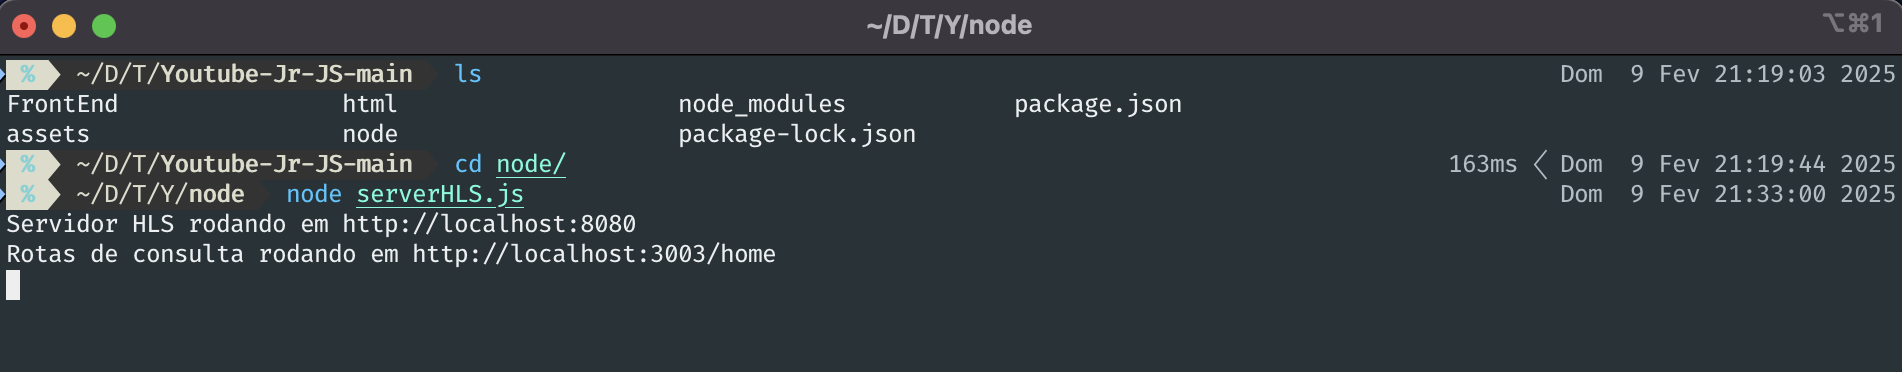 ~/D/T/Y/node ⌥⌘1
% ~/D/T/Youtube-Jr-JS-main ls Dom 9 Fev 21:19:03 2025
FrontEnd html node_modules package.json
assets node package-lock.json
% ~/D/T/Youtube-Jr-JS-main cd node/ 163ms Dom 9 Fev 21:19:44 2025
% ~/D/T/Y/node node serverHLS.js Dom 9 Fev 21:33:00 2025
Servidor HLS rodando em http://localhost:8080
Rotas de consulta rodando em http://localhost:3003/home